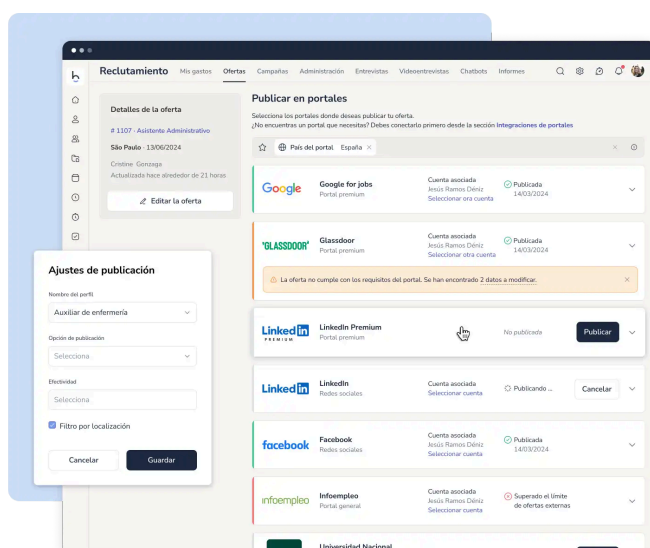 Reclutamiento
Mis gastos
Ofertas
Campañas
Administración
Entrevistas
Videoentrevistas
Chatbots
Informes
Detalles de la oferta
# 1107 · Asistente Administrativo
São Paulo · 13/06/2024
Cristine Gonzaga
Actualizada hace alrededor de 21 horas
Editar la oferta
Publicar en portales
Selecciona los portales donde deseas publicar tu oferta.
¿No encuentras un portal que necesitas? Debes conectarlo primero desde la sección Integraciones de portales
País del portal España ×
Google
Google for jobs
Portal premium
Cuenta asociada
Jesús Ramos Déniz
Seleccionar ora cuenta
Publicada
14/03/2024
"GLASSDOOR"
Glassdoor
Portal premium
Cuenta asociada
Jesús Ramos Déniz
Seleccionar otra cuenta
Publicada
14/03/2024
La oferta no cumple con los requisitos del portal. Se han encontrado 2 datos a modificar.
Linked in
PREMIUM
LinkedIn Premium
Portal premium
No publicada
Publicar
Linked in
LinkedIn
Redes sociales
Cuenta asociada
Seleccionar cuenta
Publicando ...
Cancelar
facebook
Facebook
Redes sociales
Cuenta asociada
Jesús Ramos Déniz
Seleccionar cuenta
Publicada
14/03/2024
infoempleo
Infoempleo
Portal general
Cuenta asociada
Jesús Ramos Déniz
Seleccionar cuenta
Superado el límite
de ofertas externas
Universidad Nacional
Ajustes de publicación
Nombre del perfil
Auxiliar de enfermería
Opción de publicación
Selecciona
Efectividad
Selecciona
Filtro por localización
Cancelar
Guardar